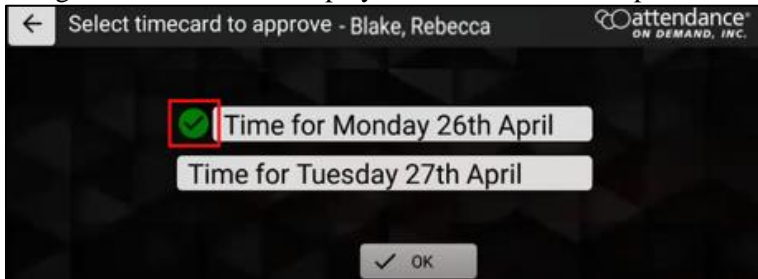 Select timecard to approve - Blake, Rebecca
attendance®
ON DEMAND, INC.
Time for Monday 26th April
Time for Tuesday 27th April
OK